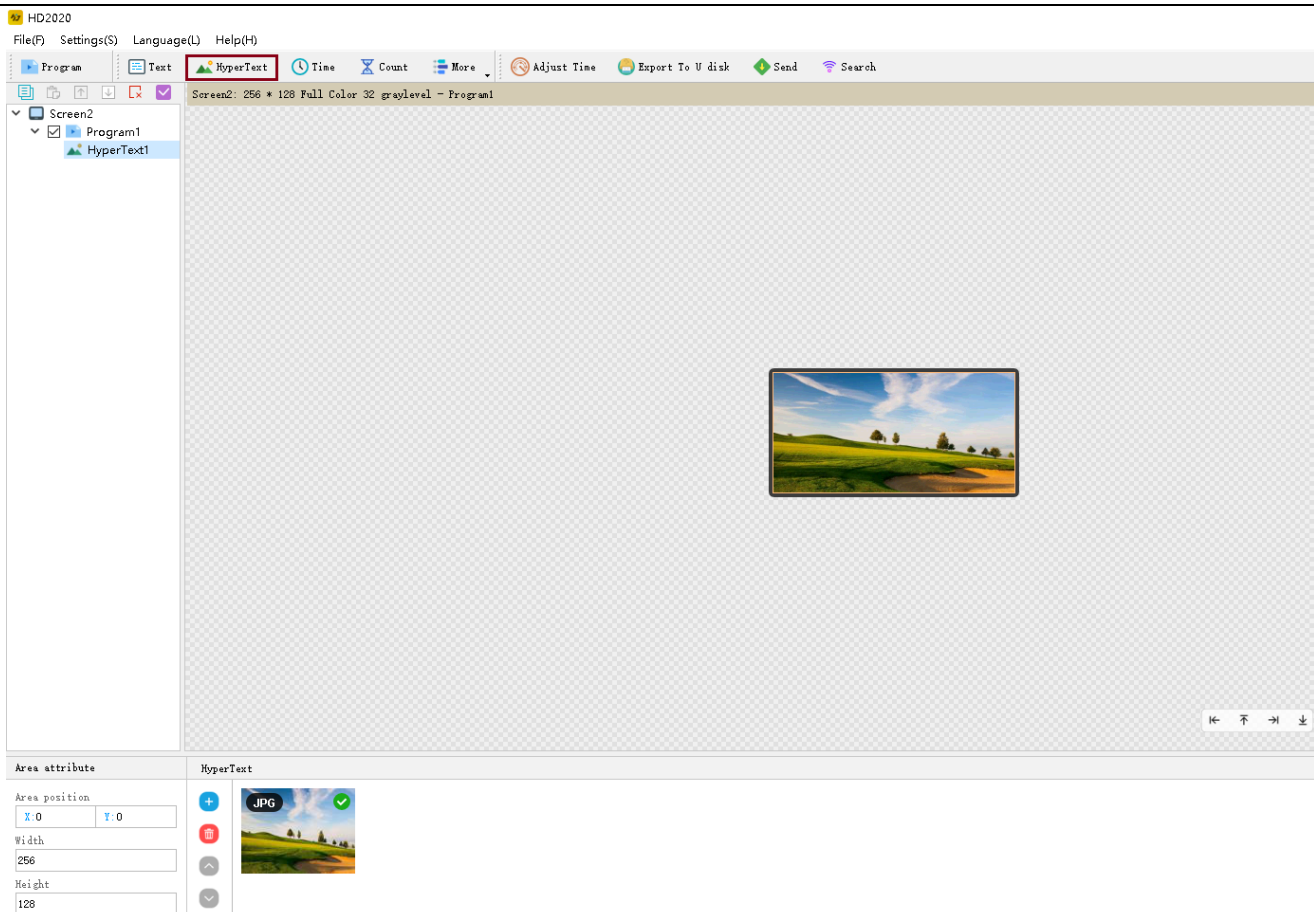 HD2020
File(F) Settings(S) Language(L) Help(H)
Program Text HyperText Time Count More Adjust Time Export To U disk Send Search
Screen2: 256 * 128 Full Color 32 graylevel - Program1
Screen2
Program1
HyperText1
Area attribute
HyperText
Area position
X:0 Y:0
Width
256
Height
128
JPG